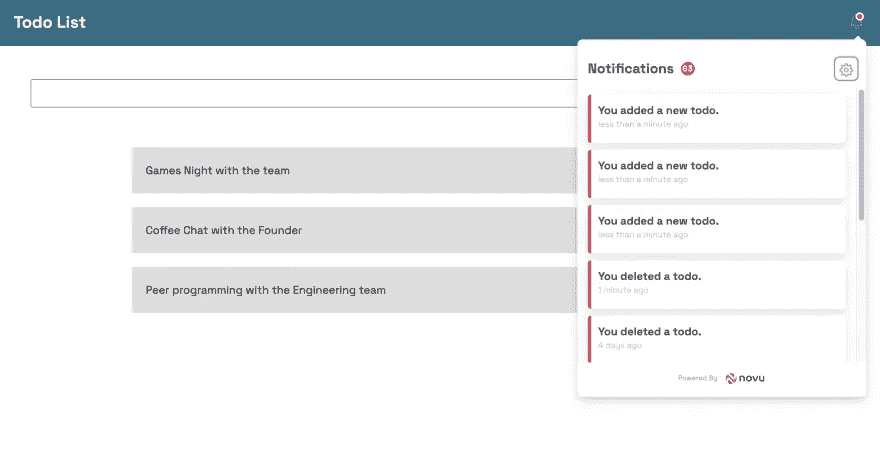 Todo List
Notifications 63
You added a new todo.
less than a minute ago
You added a new todo.
less than a minute ago
You added a new todo.
less than a minute ago
You deleted a todo.
1 minute ago
You deleted a todo.
4 days ago
Powered By novu
Games Night with the team
Coffee Chat with the Founder
Peer programming with the Engineering team